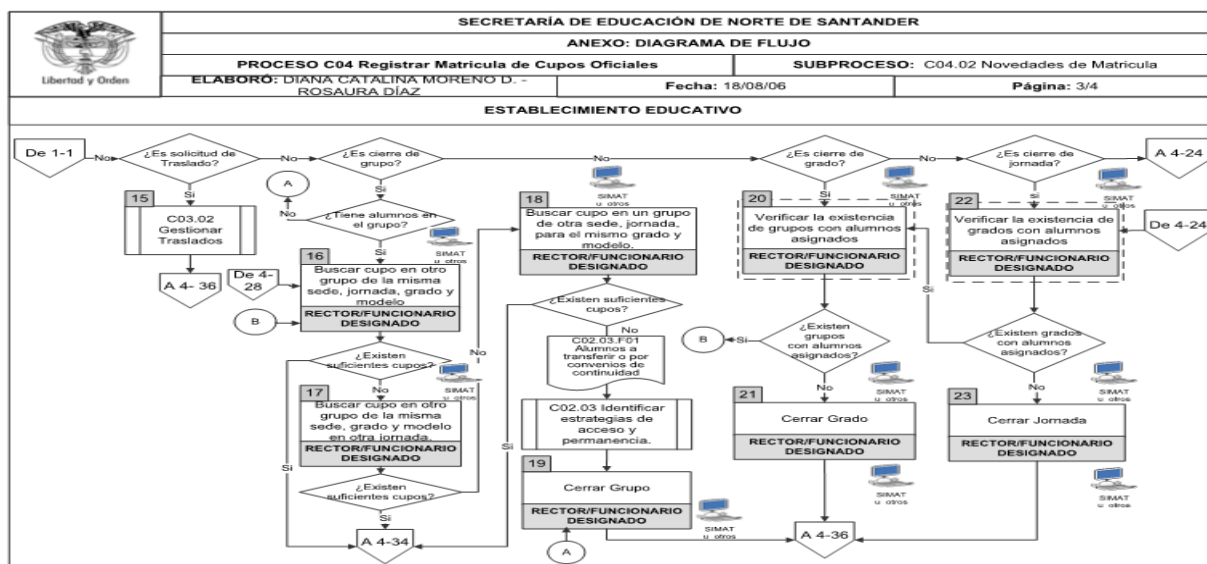 SECRETARÍA DE EDUCACIÓN DE NORTE DE SANTANDER
ANEXO: DIAGRAMA DE FLUJO
PROCESO C04 Registrar Matricula de Cupos Oficiales
SUBPROCESO: C04.02 Novedades de Matricula
Libertad y Orden
ELABORÓ: DIANA CATALINA MORENO D. -
ROSAURA DÍAZ
Fecha: 18/08/06
Página: 3/4
ESTABLECIMIENTO EDUCATIVO
De 1-1
No
¿Es solicitud de
Traslado?
No
¿Es cierre de
grupo?
No
¿Es cierre de
grado?
No
¿Es cierre de
jornada?
A 4-24
Si
15
C03.02
Gestionar
Traslados
A 4- 36
Si
A
No
¿Tiene alumnos en
el grupo?
SIMAT
u otros
Si
De 4-
28
B
16
Buscar cupo en otro
grupo de la misma
sede, jornada, grado y
modelo
RECTOR/FUNCIONARIO
DESIGNADO
¿Existen
suficientes cupos?
SIMAT
u otros
No
Si
17
Buscar cupo en otro
grupo de la misma
sede, grado y modelo
en otra jornada.
RECTOR/FUNCIONARIO
DESIGNADO
¿Existen
suficientes cupos?
No
Si
A 4-34
SIMAT
u otros
18
Buscar cupo en un grupo
de otra sede, jornada,
para el mismo grado y
modelo.
RECTOR/FUNCIONARIO
DESIGNADO
¿Existen suficientes
cupos?
Si
No
C02.03.F01
Alumnos a
transferir o por
convenios de
continuidad
C02.03 Identificar
estrategias de
acceso y
permanencia.
19
Cerrar Grupo
RECTOR/FUNCIONARIO
DESIGNADO
SIMAT
u otros
A
Si
SIMAT
u otros
20
Verificar la existencia
de grupos con alumnos
asignados
RECTOR/FUNCIONARIO
DESIGNADO
¿Existen
grupos
con alumnos
asignados?
Si
B
No
SIMAT
u otros
21
Cerrar Grado
RECTOR/FUNCIONARIO
DESIGNADO
SIMAT
u otros
A 4-36
Si
SIMAT
u otros
22
Verificar la existencia de
grados con alumnos
asignados
RECTOR/FUNCIONARIO
DESIGNADO
De 4-24
¿Existen grados
con alumnos
asignados?
Si
No
SIMAT
u otros
23
Cerrar Jornada
RECTOR/FUNCIONARIO
DESIGNADO
SIMAT
u otros